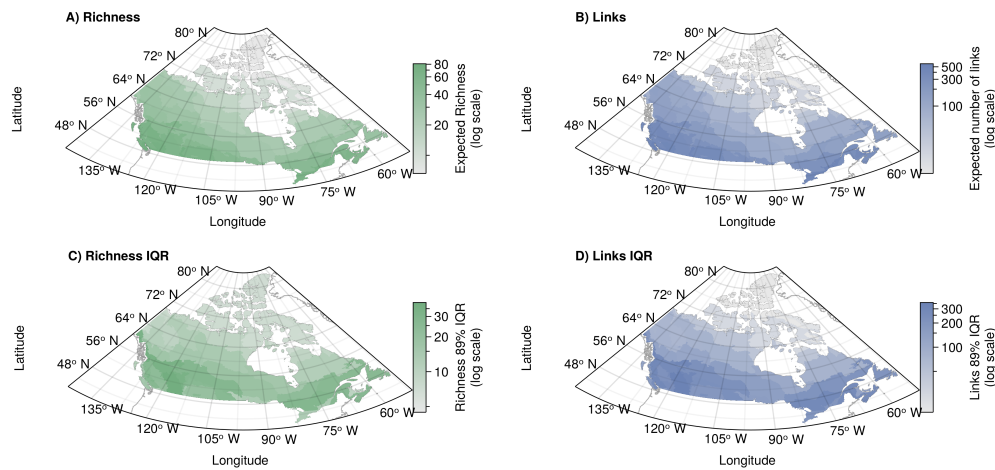 A) Richness
80° N
72° N
64° N
56° N
48° N
Latitude
135° W
120° W
105° W
90° W
75° W
60° W
Longitude
80
60
40
20
Expected Richness
(log scale)
B) Links
80° N
72° N
64° N
56° N
48° N
Latitude
135° W
120° W
105° W
90° W
75° W
60° W
Longitude
500
300
100
Expected number of links
(log scale)
C) Richness IQR
80° N
72° N
64° N
56° N
48° N
Latitude
135° W
120° W
105° W
90° W
75° W
60° W
Longitude
30
20
10
Richness 89% IQR
(log scale)
D) Links IQR
80° N
72° N
64° N
56° N
48° N
Latitude
135° W
120° W
105° W
90° W
75° W
60° W
Longitude
300
200
100
Links 89% IQR
(log scale)